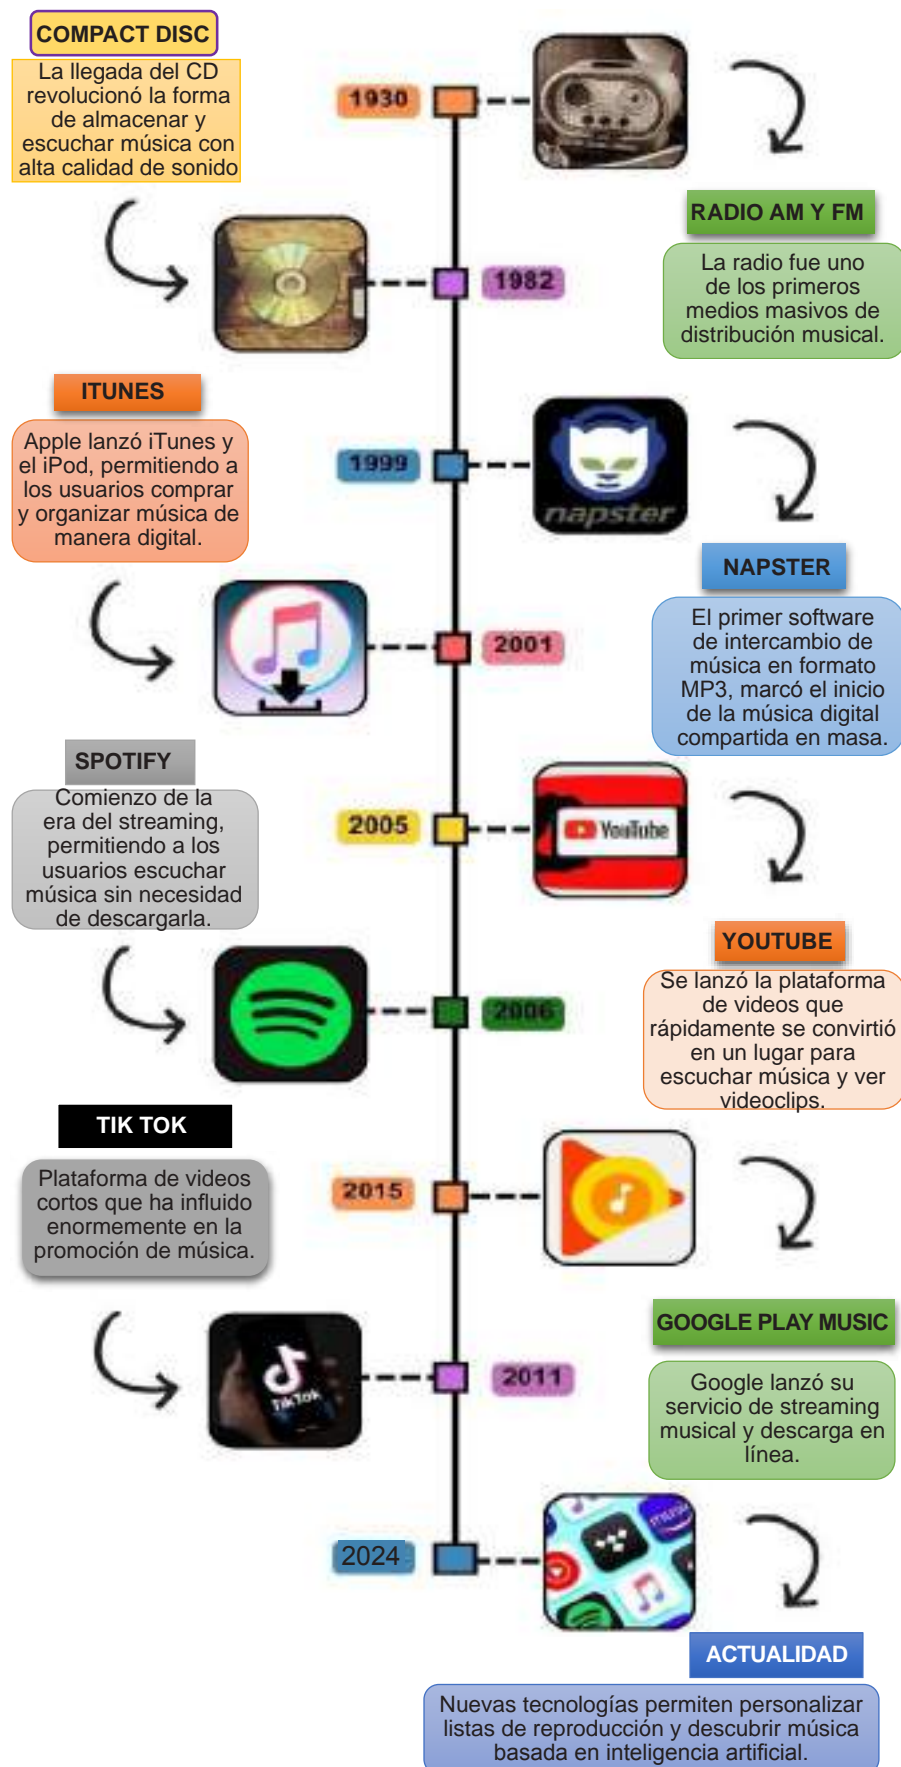 COMPACT DISC
La llegada del CD
revolucionó la forma
de almacenar y
escuchar música con
alta calidad de sonido
1930
RADIO AM Y FM
La radio fue uno
de los primeros
medios masivos de
distribución musical.
1982
ITUNES
Apple lanzó iTunes y
el iPod, permitiendo a
los usuarios comprar
y organizar música de
manera digital.
1999
napster
NAPSTER
El primer software
de intercambio de
música en formato
MP3, marcó el inicio
de la música digital
compartida en masa.
2001
SPOTIFY
Comienzo de la
era del streaming,
permitiendo a los
usuarios escuchar
música sin necesidad
de descargarla.
2005
YouTube
YOUTUBE
Se lanzó la plataforma
de videos que
rápidamente se convirtió
en un lugar para
escuchar música y ver
videoclips.
2006
TIK TOK
Plataforma de videos
cortos que ha influido
enormemente en la
promoción de música.
2015
GOOGLE PLAY MUSIC
Google lanzó su
servicio de streaming
musical y descarga en
línea.
TikTok
2011
2024
music
ACTUALIDAD
Nuevas tecnologías permiten personalizar
listas de reproducción y descubrir música
basada en inteligencia artificial.